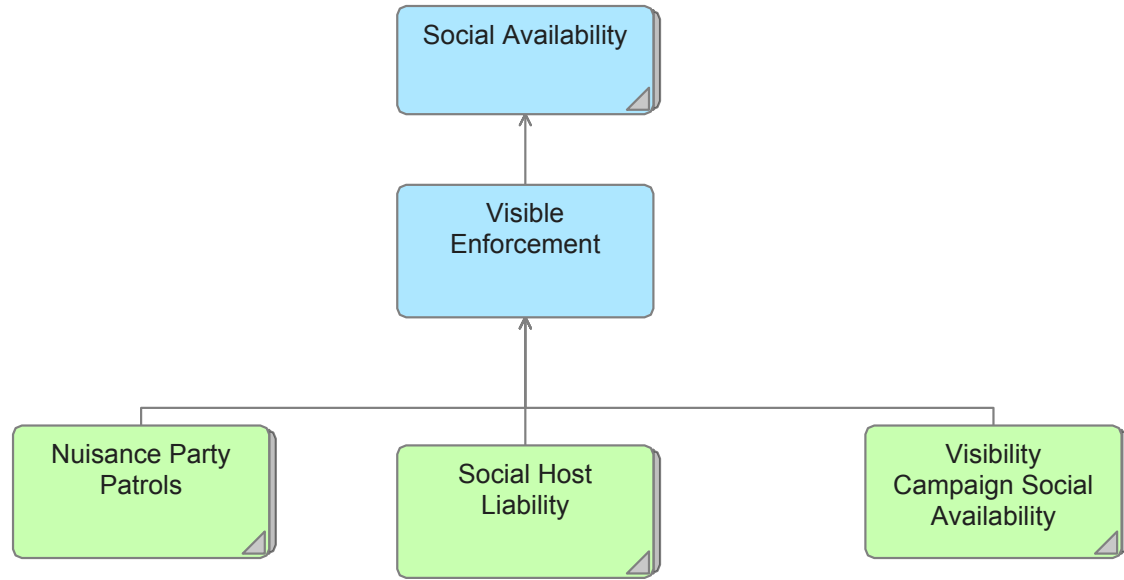 Social Availability
Visible
Enforcement
Nuisance Party
Patrols
Social Host
Liability
Visibility
Campaign Social
Availability